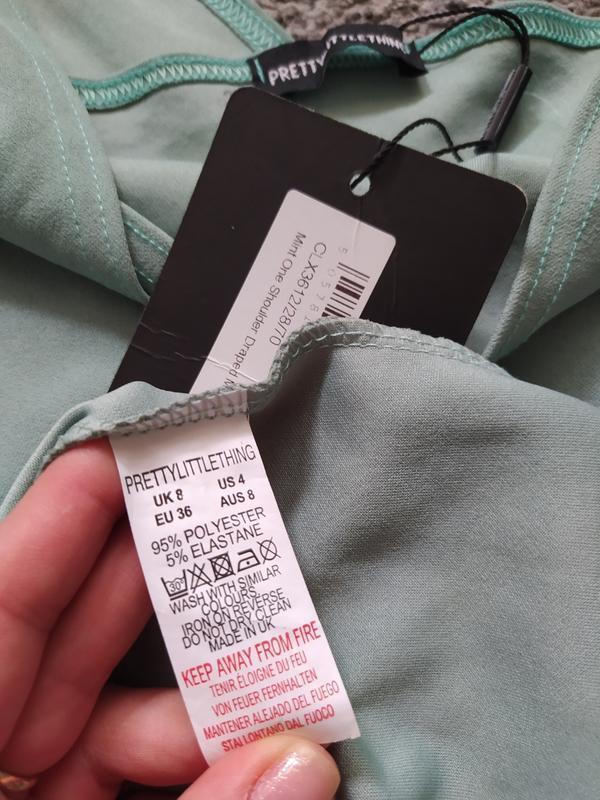 PRETTYLITTLETHING
Mint One Shoulder Draped
CLX3612/28/70
PRETTYLITTLETHING
UK 8 US 4
EU 36 AUS 8
95% POLYESTER
5% ELASTANE
30°
WASH WITH SIMILAR
COLOURS
IRON ON REVERSE
DO NOT DRY CLEAN
MADE IN UK
KEEP AWAY FROM FIRE
TENIR ÉLOIGNE DU FEU
VON FEUER FERNHALTEN
MANTENER ALEJADO DEL FUEGO
STAI LONTANO DAL FUOCO